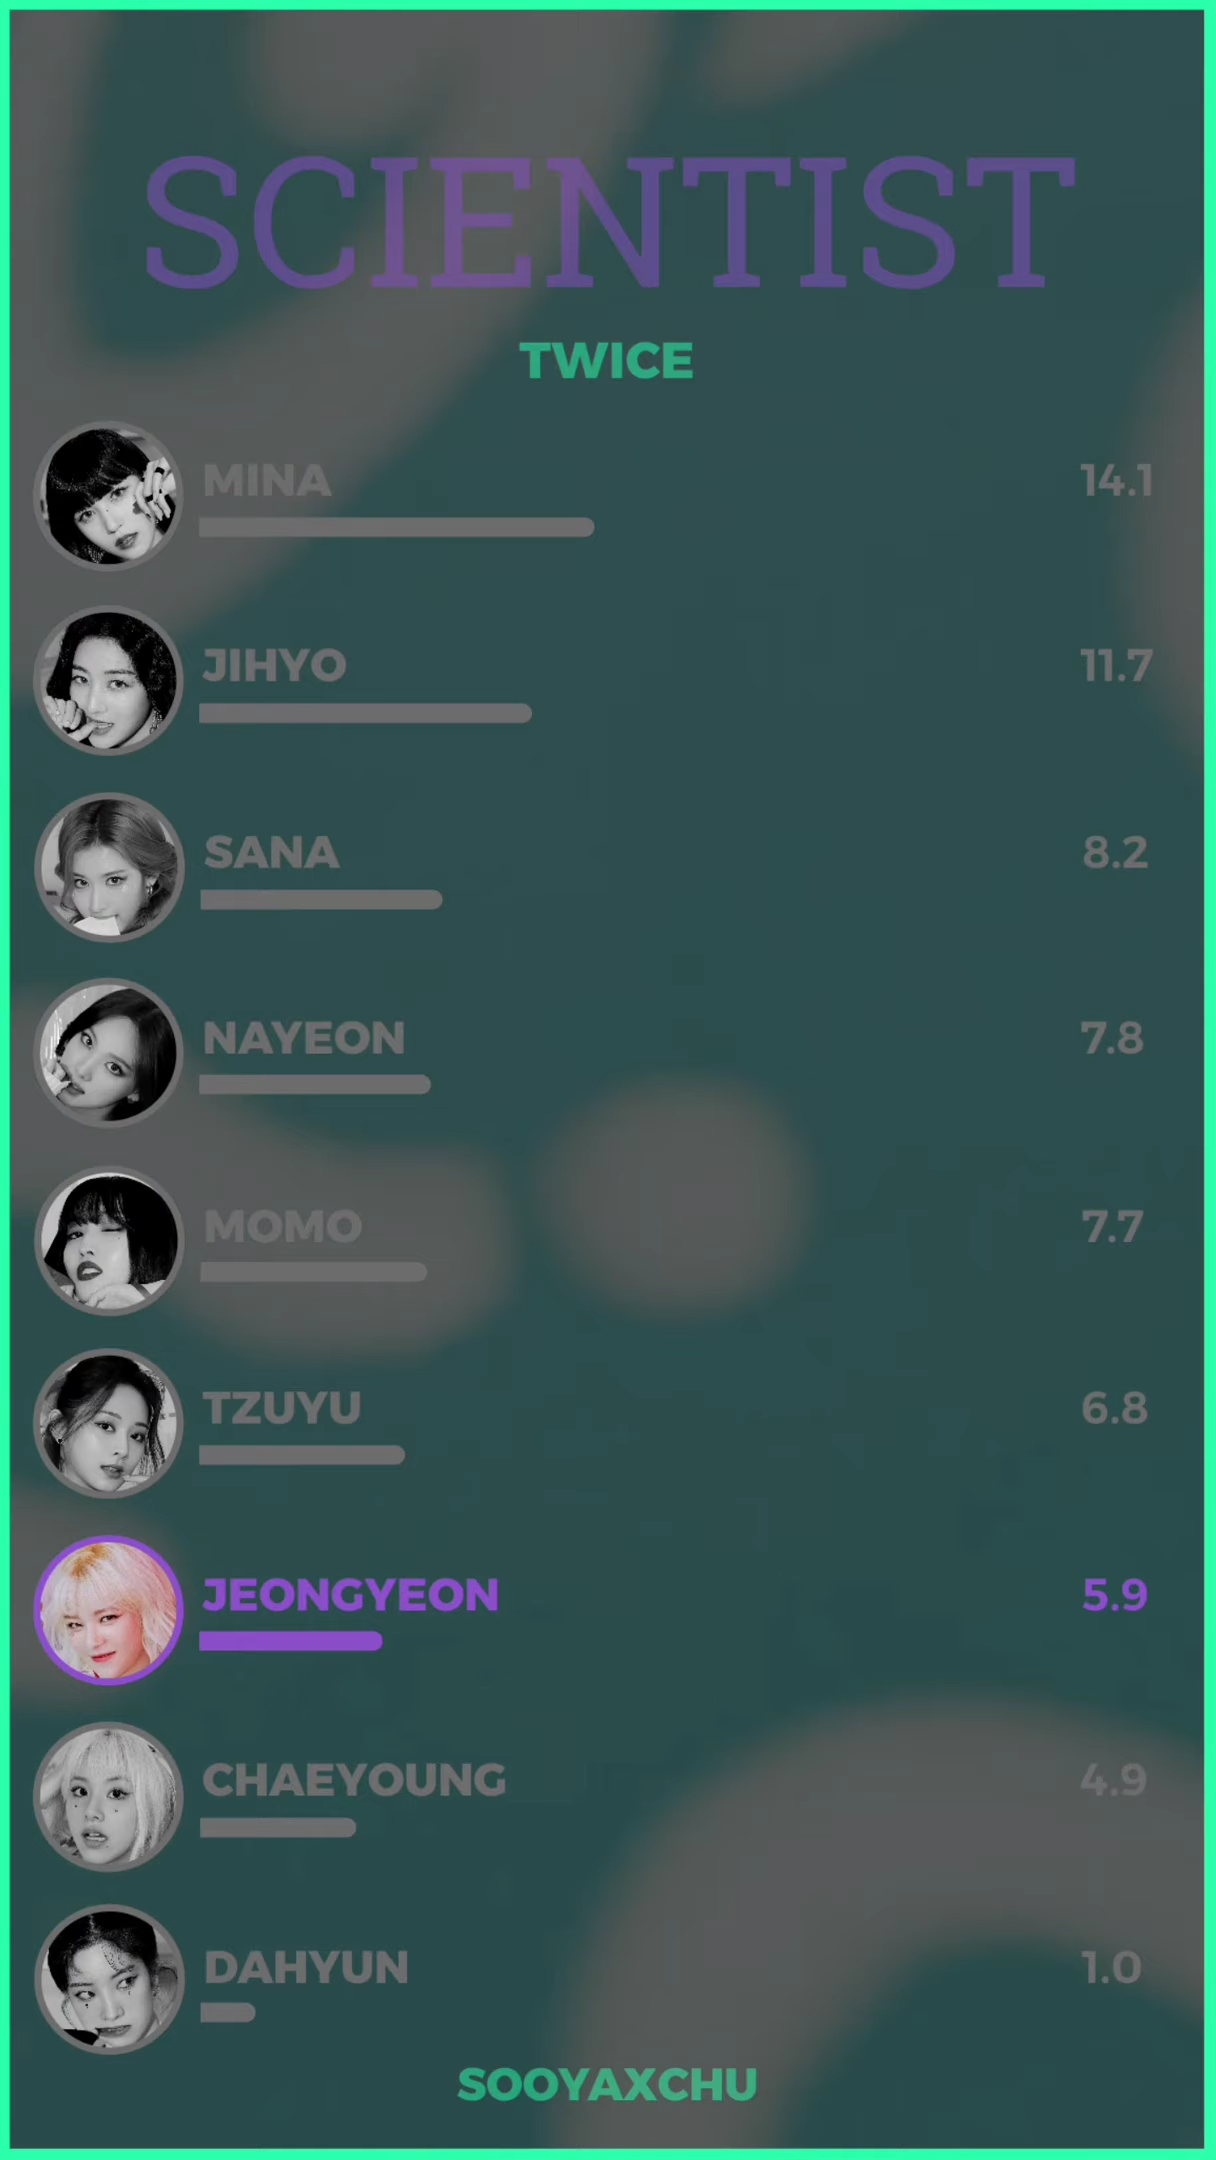 SCIENTIST
TWICE
MINA 14.1
JIHYO 11.7
SANA 8.2
NAYEON 7.8
MOMO 7.7
TZUYU 6.8
JEONGYEON 5.9
CHAEYOUNG 4.9
DAHYUN 1.0
SOOYAXCHU